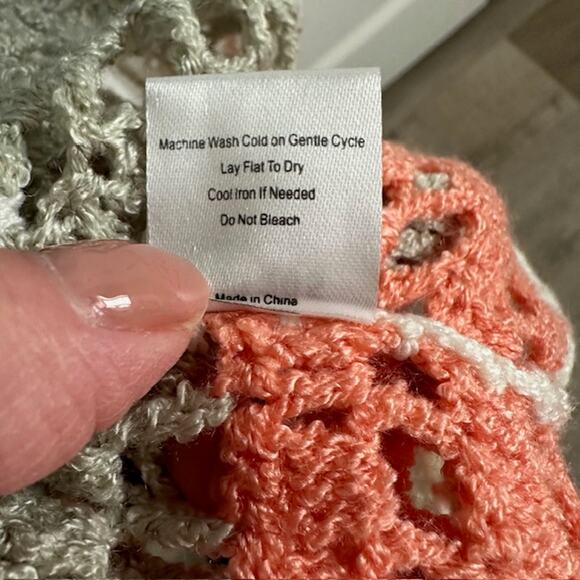 Machine Wash Cold on Gentle Cycle
Lay Flat To Dry
Cool Iron If Needed
Do Not Bleach
Made in China